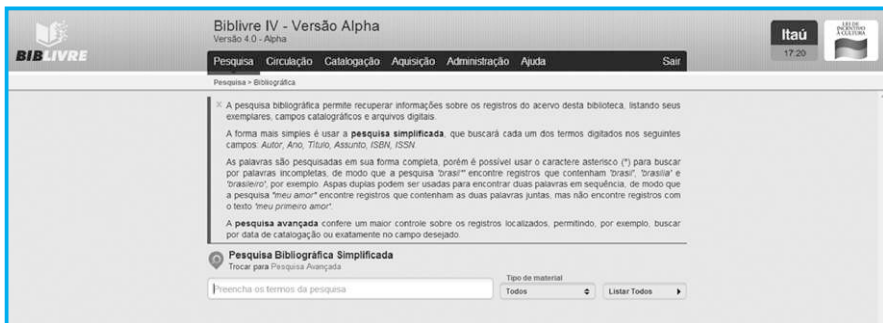 BIBLIVRE
Biblivre IV - Versão Alpha
Versão 4.0 - Alpha
Itaú
17:20
LEI DE
INCENTIVO
À CULTURA
Pesquisa Circulação Catalogação Aquisição Administração Ajuda Sair
Pesquisa > Bibliográfica
x A pesquisa bibliográfica permite recuperar informações sobre os registros do acervo desta biblioteca, listando seus
exemplares, campos catalográficos e arquivos digitais.
A forma mais simples é usar a pesquisa simplificada, que buscará cada um dos termos digitados nos seguintes
campos: Autor, Ano, Título, Assunto, ISBN, ISSN.
As palavras são pesquisadas em sua forma completa, porém é possível usar o caractere asterisco (*) para buscar
por palavras incompletas, de modo que a pesquisa 'brasil*' encontre registros que contenham 'brasil', 'brasilia' e
'brasileiro', por exemplo. Aspas duplas podem ser usadas para encontrar duas palavras em sequência, de modo que
a pesquisa "meu amor" encontre registros que contenham as duas palavras juntas, mas não encontre registros com
o texto 'meu primeiro amor'.
A pesquisa avançada confere um maior controle sobre os registros localizados, permitindo, por exemplo, buscar
por data de catalogação ou exatamente no campo desejado.
Pesquisa Bibliográfica Simplificada
Trocar para Pesquisa Avançada
Tipo de material
Preencha os termos da pesquisa
Todos
Listar Todos